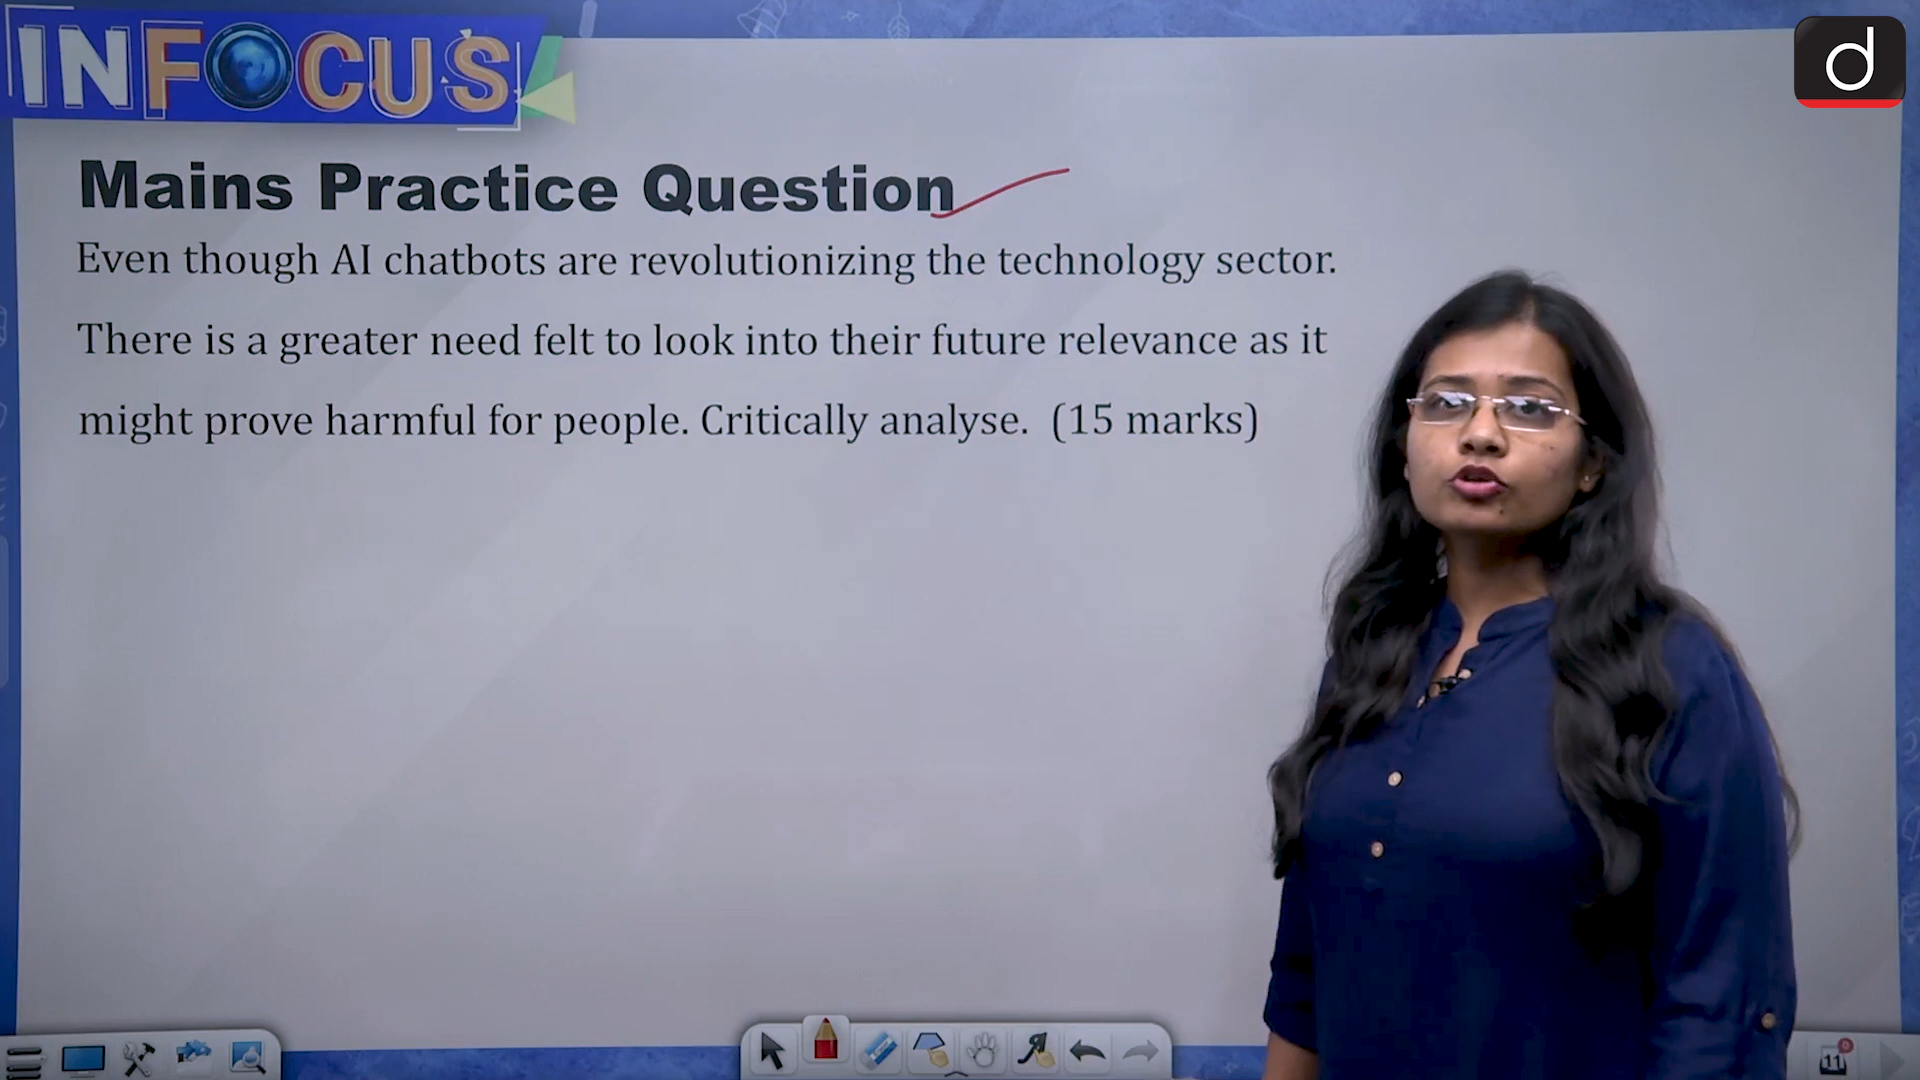 INFOCUS
d
Mains Practice Question
Even though AI chatbots are revolutionizing the technology sector.
There is a greater need felt to look into their future relevance as it
might prove harmful for people. Critically analyse. (15 marks)
11